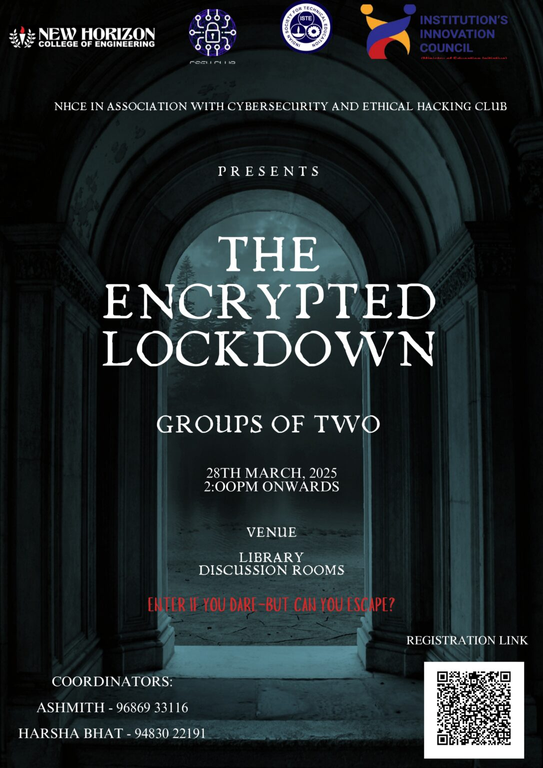 NEW HORIZON
COLLEGE OF ENGINEERING
ISTE
INSTITUTION'S
INNOVATION
COUNCIL
NHCE IN ASSOCIATION WITH CYBERSECURITY AND ETHICAL HACKING CLUB
PRESENTS
THE
ENCRYPTED
LOCKDOWN
GROUPS OF TWO
28TH MARCH, 2025
2:00PM ONWARDS
VENUE
LIBRARY
DISCUSSION ROOMS
ENTER IF YOU DARE-BUT CAN YOU ESCAPE?
REGISTRATION LINK
COORDINATORS:
ASHMITH - 96869 33116
HARSHA BHAT - 94830 22191